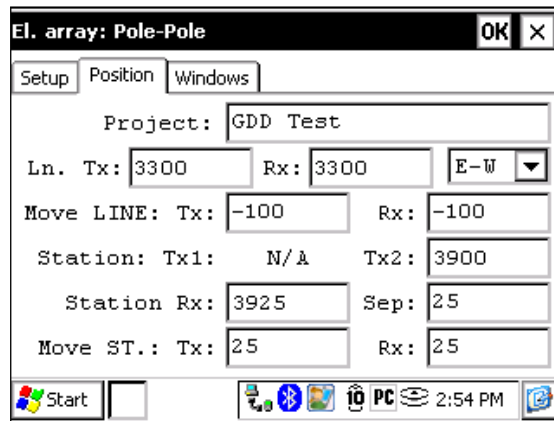 El. array: Pole-Pole OK
Setup Position Windows
Project: GDD Test
Ln. Tx: 3300 Rx: 3300 E-W
Move LINE: Tx: -100 Rx: -100
Station: Tx1: N/A Tx2: 3900
Station Rx: 3925 Sep: 25
Move ST.: Tx: 25 Rx: 25
Start PC 2:54 PM